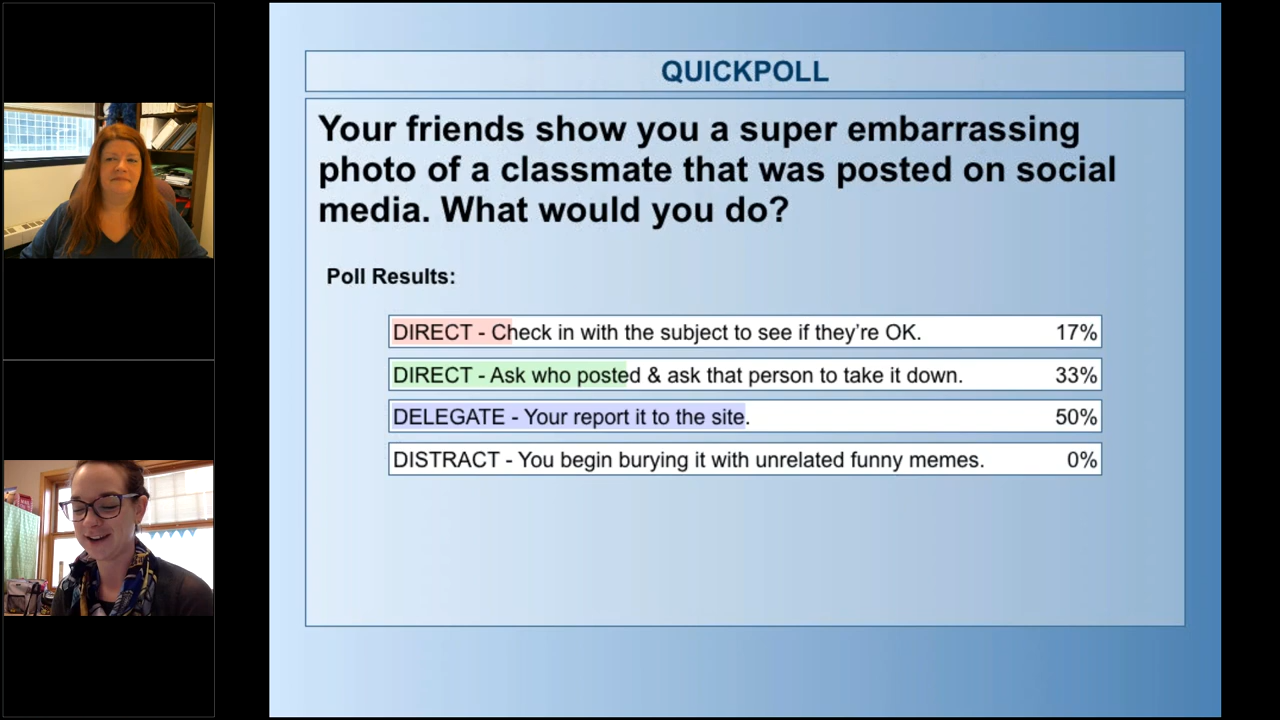 QUICKPOLL
Your friends show you a super embarrassing
photo of a classmate that was posted on social
media. What would you do?
Poll Results:
DIRECT - Check in with the subject to see if they’re OK. 17%
DIRECT - Ask who posted & ask that person to take it down. 33%
DELEGATE - Your report it to the site. 50%
DISTRACT - You begin burying it with unrelated funny memes. 0%